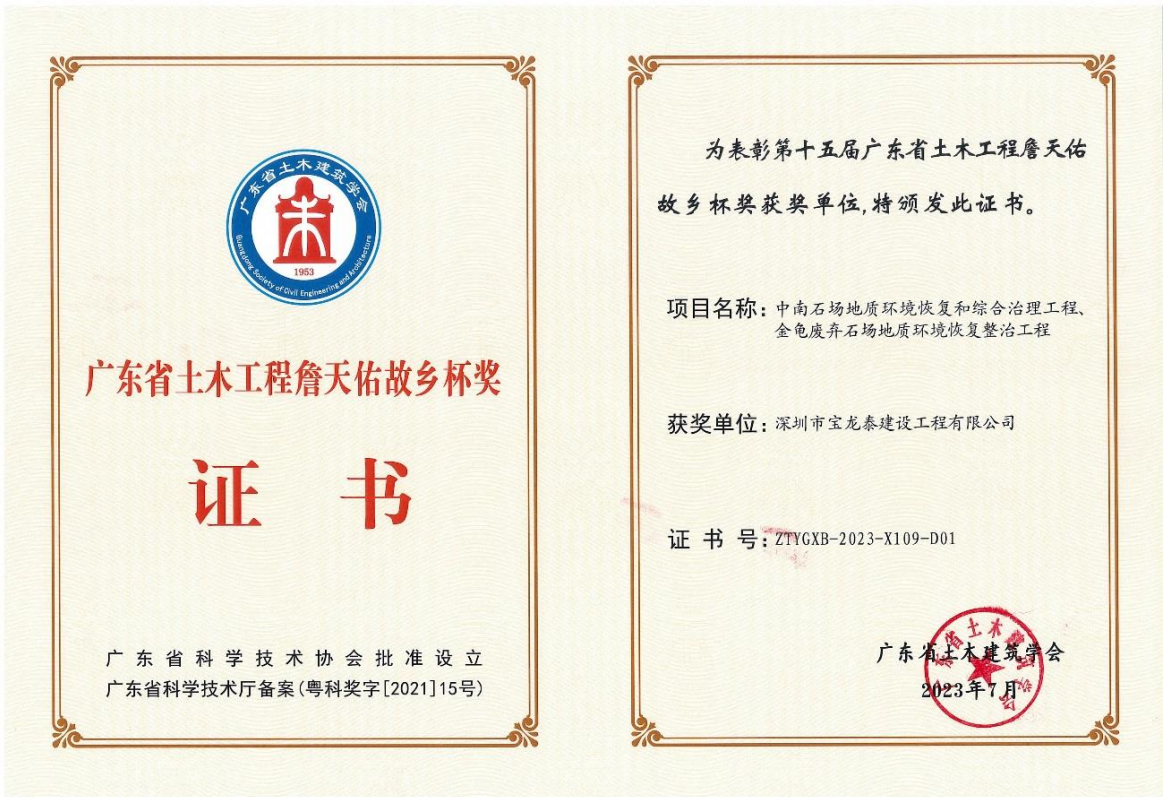 广东省土木建筑学会
1953
Guangdong Society of Civil Engineering and Architecture
广东省土木工程詹天佑故乡杯奖
证 书
广东省科学技术协会批准设立
广东省科学技术厅备案(粤科奖字[2021]15号)
为表彰第十五届广东省土木工程詹天佑
故乡杯奖获奖单位,特颁发此证书。
项目名称:中南石场地质环境恢复和综合治理工程、
金龟废弃石场地质环境恢复整治工程
获奖单位:深圳市宝龙泰建设工程有限公司
证 书 号:ZTYGXB-2023-X109-D01
广东省土木建筑学会
2023年7月
广东省土木建筑学会